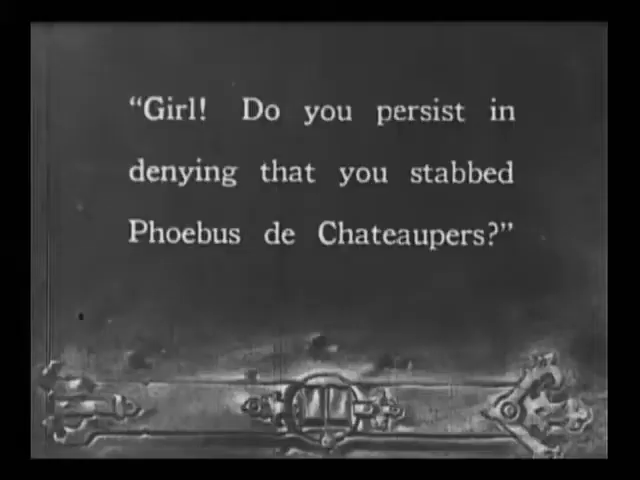 “Girl! Do you persist in
denying that you stabbed
Phoebus de Chateaupers?”